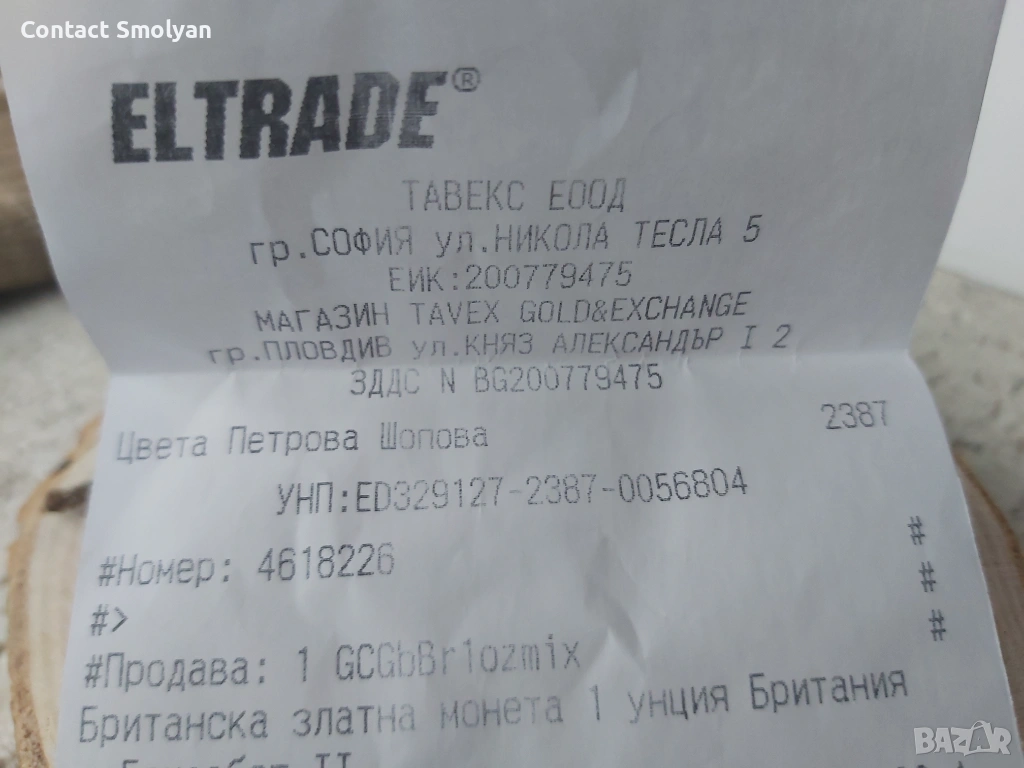 Contact Smolyan
ELTRADE®
ТАВЕКС ЕООД
гр.СОФИЯ ул.НИКОЛА ТЕСЛА 5
ЕИК:200779475
МАГАЗИН TAVEX GOLD&EXCHANGE
гр.ПЛОВДИВ ул.КНЯЗ АЛЕКСАНДЪР I 2
ЗДДС N BG200779475
Цвета Петрова Шопова 2387
УНП:ED329127-2387-0056804
#Номер: 4618226 #
#> #
#Продава: 1 GCGbBr1ozmix #
Британска златна монета 1 унция Британия
II
BAZAR